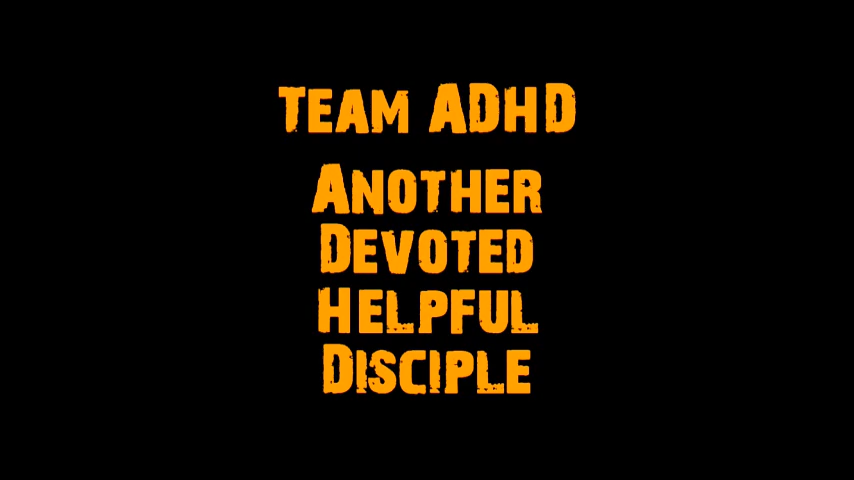 TEAM ADHD
ANOTHER
DEVOTED
HELPFUL
DISCIPLE